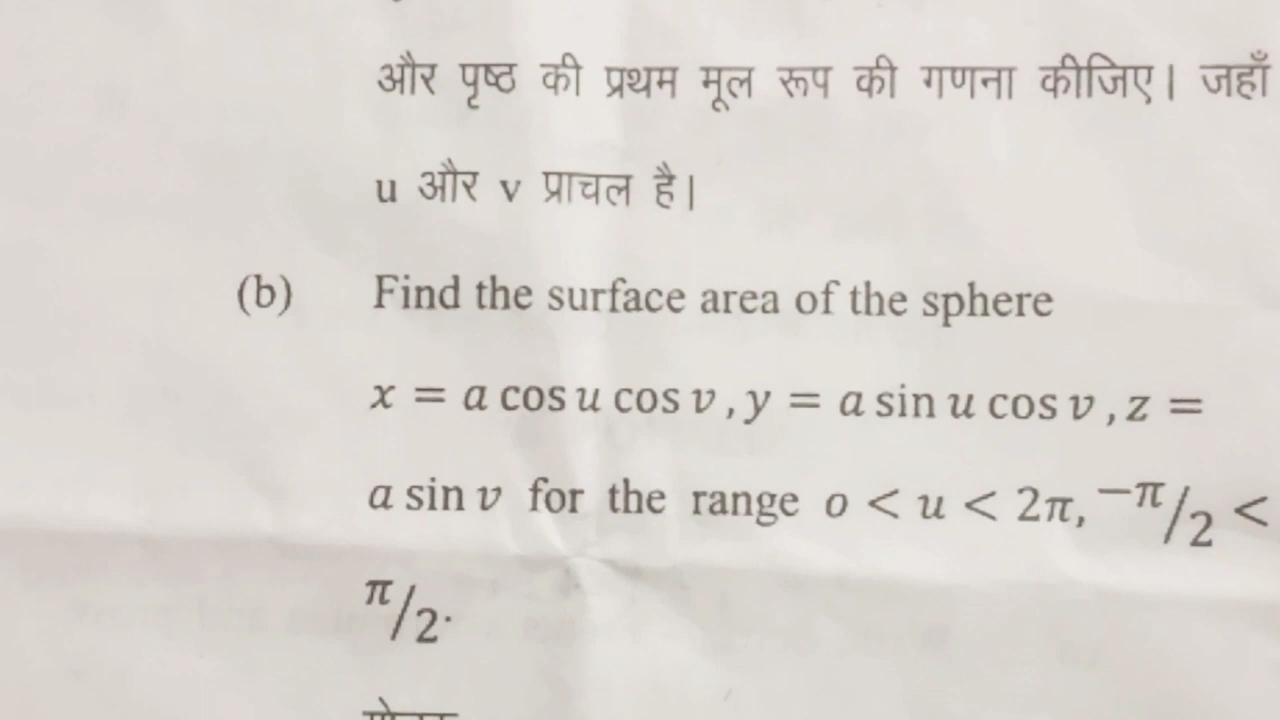 और पृष्ठ की प्रथम मूल रूप की गणना कीजिए। जहाँ
u और v प्राचल है।
(b) Find the surface area of the sphere
x = a cos u cos v , y = a sin u cos v , z =
a sin v for the range o < u < 2π, −π/2 <
π/2.